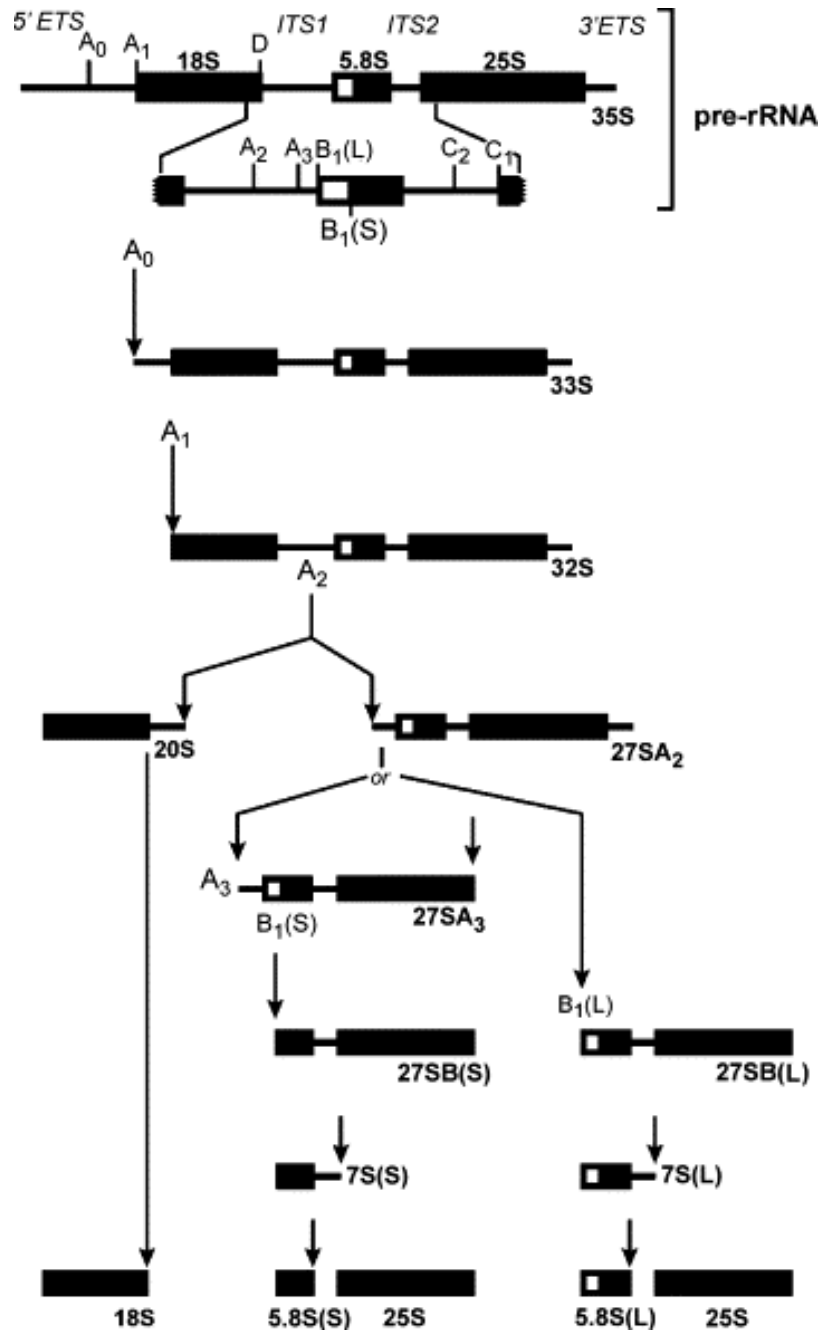 5' ETS ITS1 ITS2 3'ETS
A₀ A₁ D
18S 5.8S 25S
35S
pre-rRNA
A₂ A₃ B₁(L) C₂ C₁
B₁(S)
A₀
33S
A₁
32S
A₂
20S 27SA₂
or
A₃ 27SA₃
B₁(S)
B₁(L)
27SB(S) 27SB(L)
7S(S) 7S(L)
18S 5.8S(S) 25S 5.8S(L) 25S